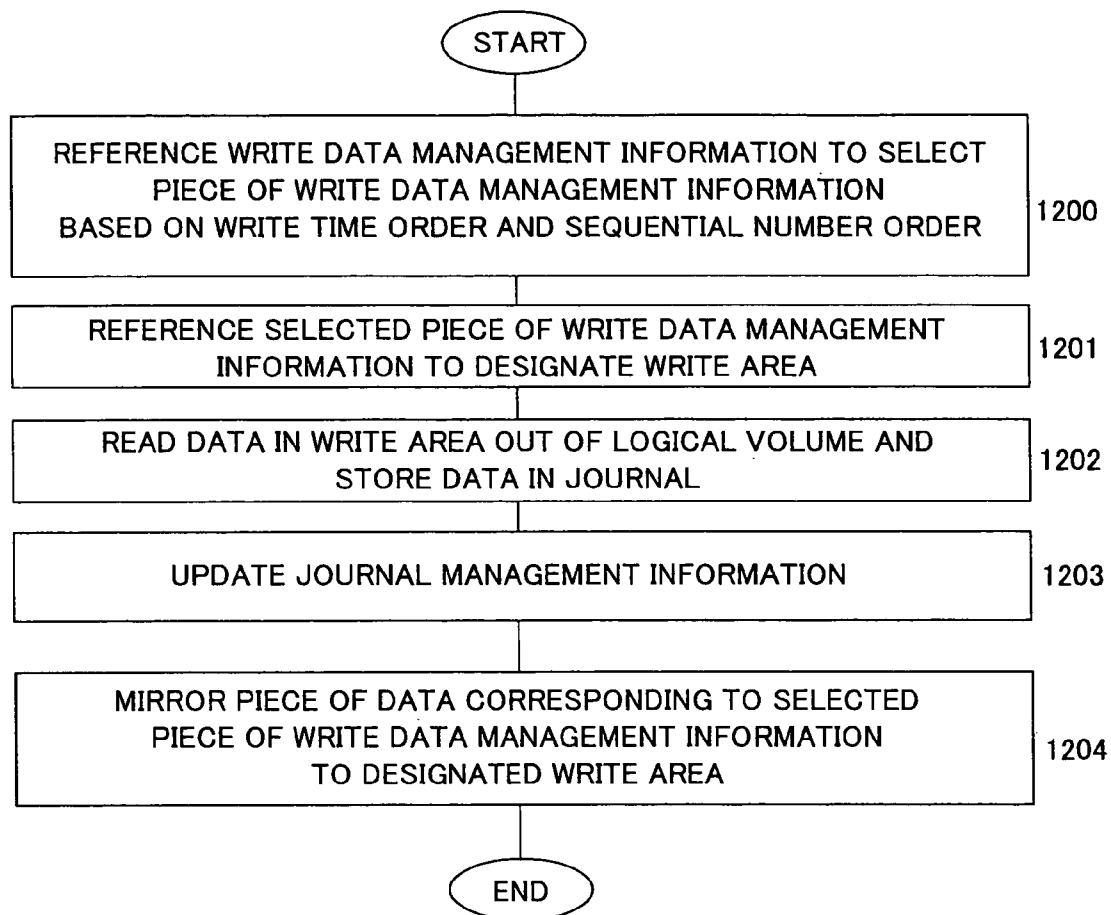 START
REFERENCE WRITE DATA MANAGEMENT INFORMATION TO SELECT
PIECE OF WRITE DATA MANAGEMENT INFORMATION
BASED ON WRITE TIME ORDER AND SEQUENTIAL NUMBER ORDER
1200
REFERENCE SELECTED PIECE OF WRITE DATA MANAGEMENT
INFORMATION TO DESIGNATE WRITE AREA
1201
READ DATA IN WRITE AREA OUT OF LOGICAL VOLUME AND
STORE DATA IN JOURNAL
1202
UPDATE JOURNAL MANAGEMENT INFORMATION
1203
MIRROR PIECE OF DATA CORRESPONDING TO SELECTED
PIECE OF WRITE DATA MANAGEMENT INFORMATION
TO DESIGNATED WRITE AREA
1204
END